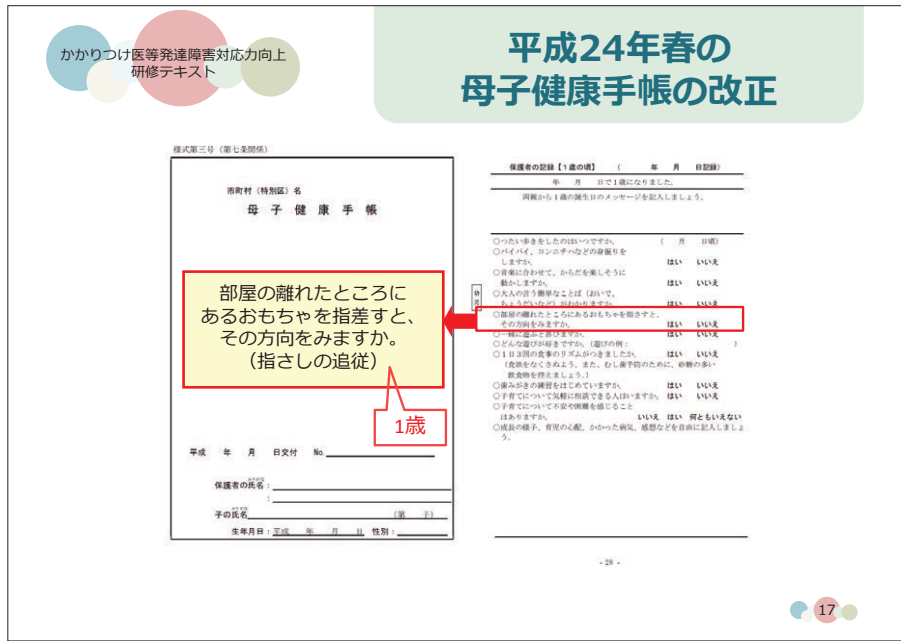 かかりつけ医等発達障害対応力向上
研修テキスト
平成24年春の
母子健康手帳の改正
様式第三号（第七条関係）
市町村（特別区）名
母 子 健 康 手 帳
部屋の離れたところに
あるおもちゃを指差すと、
その方向をみますか。
（指さしの追従）
1歳
平成 年 月 日交付 No.
保護者の氏名：
：
子の氏名 （第 子）
生年月日：平成 年 月 日 性別：
保護者の記録【１歳の頃】 （ 年 月 日記録）
年 月 日で１歳になりました。
両親から１歳の誕生日のメッセージを記入しましょう。
○つたい歩きをしたのはいつですか。 （ 月 日頃）
○バイバイ、コンニチハなどの身振りを
しますか。 はい いいえ
○音楽に合わせて、からだを楽しそうに
動かしますか。 はい いいえ
○大人の言う簡単なことば（おいで、
ちょうだいなど）がわかりますか。 はい いいえ
○部屋の離れたところにあるおもちゃを指さすと、
その方向をみますか。 はい いいえ
○一緒に遊ぶと喜びますか。 はい いいえ
○どんな遊びが好きですか。（遊びの例： ）
○１日３回の食事のリズムがつきましたか。 はい いいえ
（食欲をなくさぬよう、また、むし歯予防のために、砂糖の多い
飲食物を控えましょう。）
○歯みがきの練習をはじめていますか。 はい いいえ
○子育てについて気軽に相談できる人はいますか。 はい いいえ
○子育てについて不安や困難を感じること
はありますか。 いいえ はい 何ともいえない
○成長の様子、育児の心配、かかった病気、感想などを自由に記入しましょ
う。
- 28 -
17